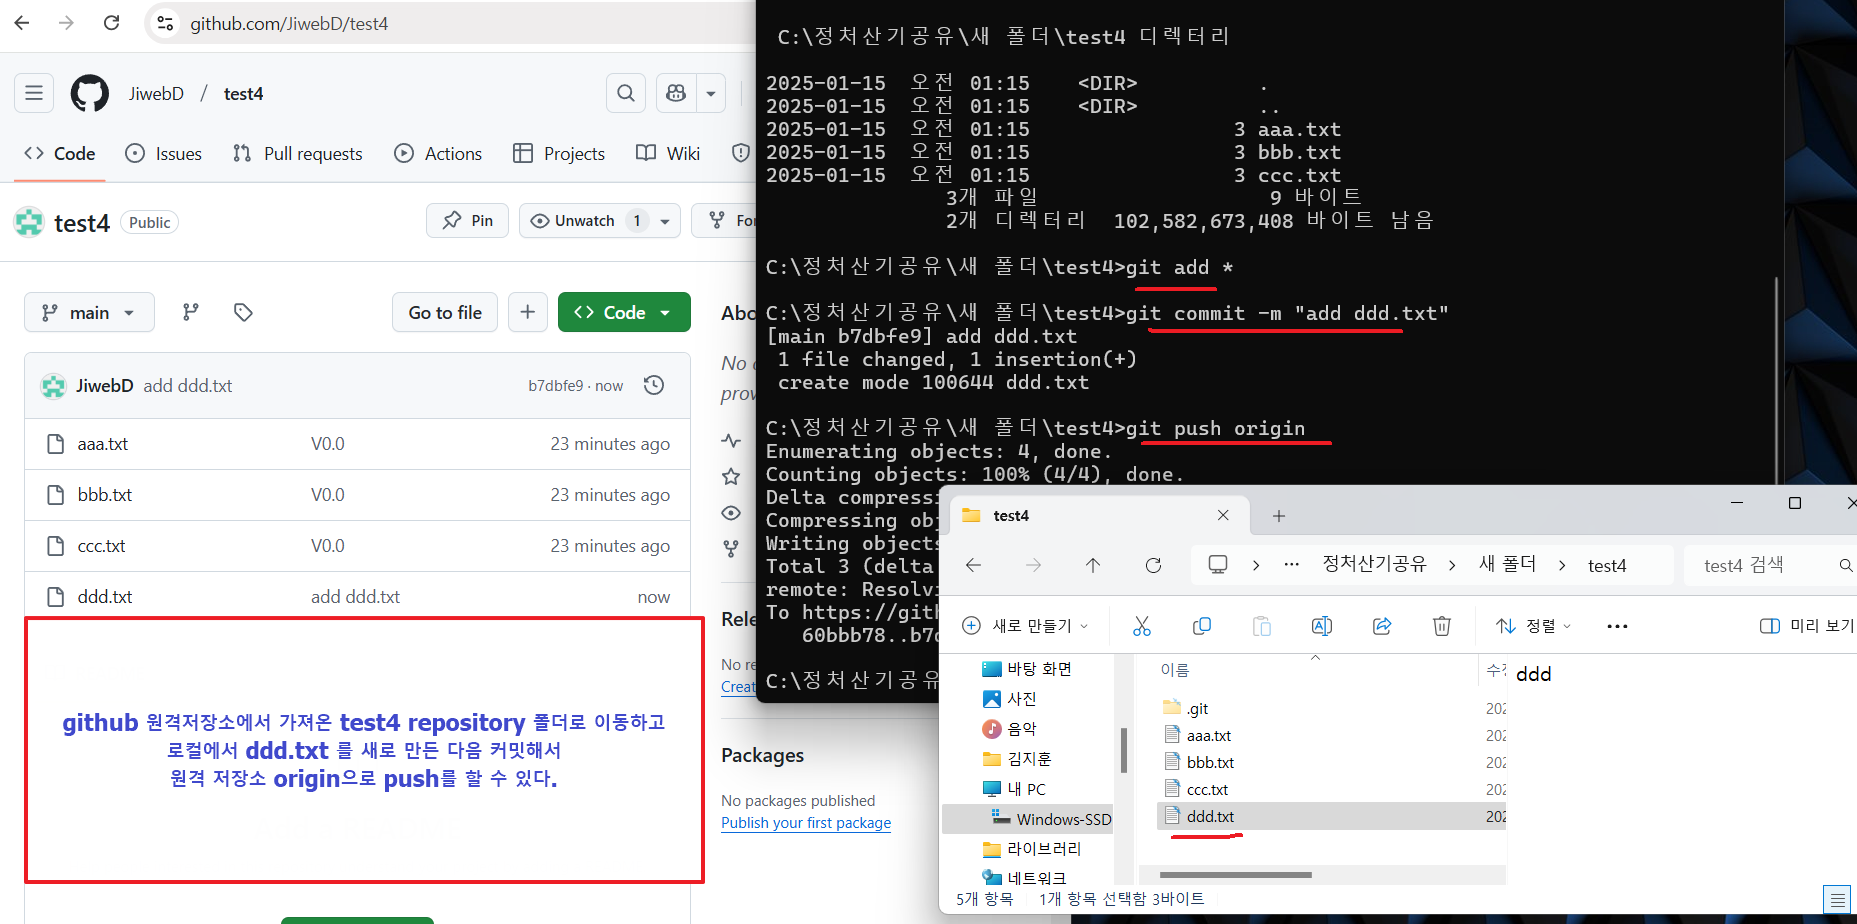 github.com/JiwebD/test4
JiwebD / test4
Code Issues Pull requests Actions Projects Wiki
test4 Public
Pin Unwatch 1
main Go to file Code
JiwebD add ddd.txt b7dbfe9 · now
aaa.txt V0.0 23 minutes ago
bbb.txt V0.0 23 minutes ago
ccc.txt V0.0 23 minutes ago
ddd.txt add ddd.txt now
github 원격저장소에서 가져온 test4 repository 폴더로 이동하고
로컬에서 ddd.txt 를 새로 만든 다음 커밋해서
원격 저장소 origin으로 push를 할 수 있다.
No
Packages
No packages published
Publish your first package
C:\정처산기공유\새 폴더\test4 디렉터리
2025-01-15 오전 01:15 <DIR> .
2025-01-15 오전 01:15 <DIR> ..
2025-01-15 오전 01:15 3 aaa.txt
2025-01-15 오전 01:15 3 bbb.txt
2025-01-15 오전 01:15 3 ccc.txt
3개 파일 9 바이트
2개 디렉터리 102,582,673,408 바이트 남음
C:\정처산기공유\새 폴더\test4>git add *
C:\정처산기공유\새 폴더\test4>git commit -m "add ddd.txt"
[main b7dbfe9] add ddd.txt
1 file changed, 1 insertion(+)
create mode 100644 ddd.txt
C:\정처산기공유\새 폴더\test4>git push origin
Enumerating objects: 4, done.
Counting objects: 100% (4/4), done.
Delta compressi
Compressing obj
Writing objects
Total 3 (delta
remote: Resolvi
To https://gith
60bbb78..b7d
C:\정처산기공유
test4
정처산기공유 > 새 폴더 > test4
test4 검색
새로 만들기 정렬 미리 보기
바탕 화면
사진
음악
김지훈
내 PC
Windows-SSD
라이브러리
네트워크
이름
.git
aaa.txt
bbb.txt
ccc.txt
ddd.txt
ddd
5개 항목 1개 항목 선택함 3바이트